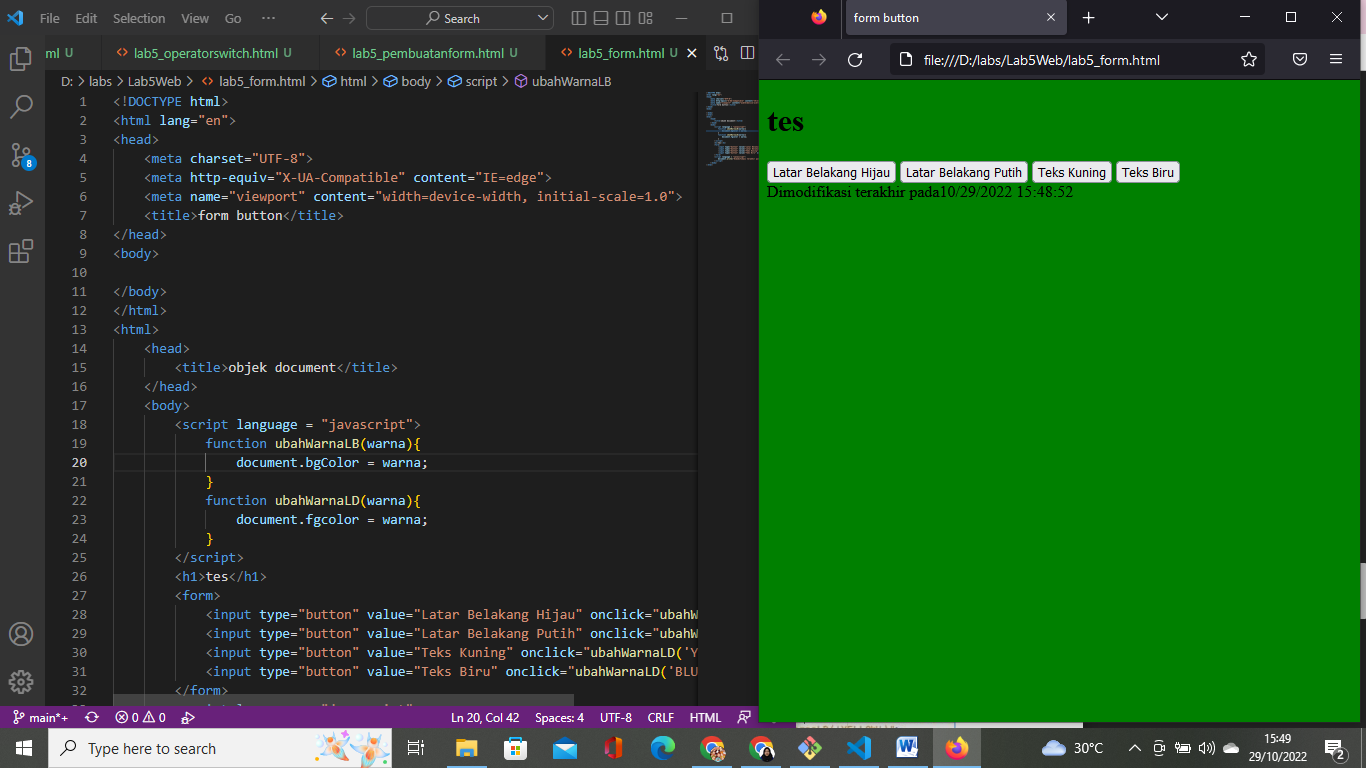 File Edit Selection View Go ··· Search
ml U lab5_operatorswitch.html U lab5_pembuatanform.html U lab5_form.html U
D: > labs > Lab5Web > lab5_form.html > html > body > script > ubahWarnaLB
1 <!DOCTYPE html>
2 <html lang="en">
3 <head>
4 <meta charset="UTF-8">
5 <meta http-equiv="X-UA-Compatible" content="IE=edge">
6 <meta name="viewport" content="width=device-width, initial-scale=1.0">
7 <title>form button</title>
8 </head>
9 <body>
10
11 </body>
12 </html>
13 <html>
14 <head>
15 <title>objek document</title>
16 </head>
17 <body>
18 <script language = "javascript">
19 function ubahWarnaLB(warna){
20 document.bgColor = warna;
21 }
22 function ubahWarnaLD(warna){
23 document.fgcolor = warna;
24 }
25 </script>
26 <h1>tes</h1>
27 <form>
28 <input type="button" value="Latar Belakang Hijau" onclick="ubahW
29 <input type="button" value="Latar Belakang Putih" onclick="ubahW
30 <input type="button" value="Teks Kuning" onclick="ubahWarnaLD('Y
31 <input type="button" value="Teks Biru" onclick="ubahWarnaLD('BLU
32 </form>
8
main*+ 0 0 Ln 20, Col 42 Spaces: 4 UTF-8 CRLF HTML
form button
file:///D:/labs/Lab5Web/lab5_form.html
tes
Latar Belakang Hijau Latar Belakang Putih Teks Kuning Teks Biru
Dimodifikasi terakhir pada10/29/2022 15:48:52
Type here to search
30°C
15:49
29/10/2022
2